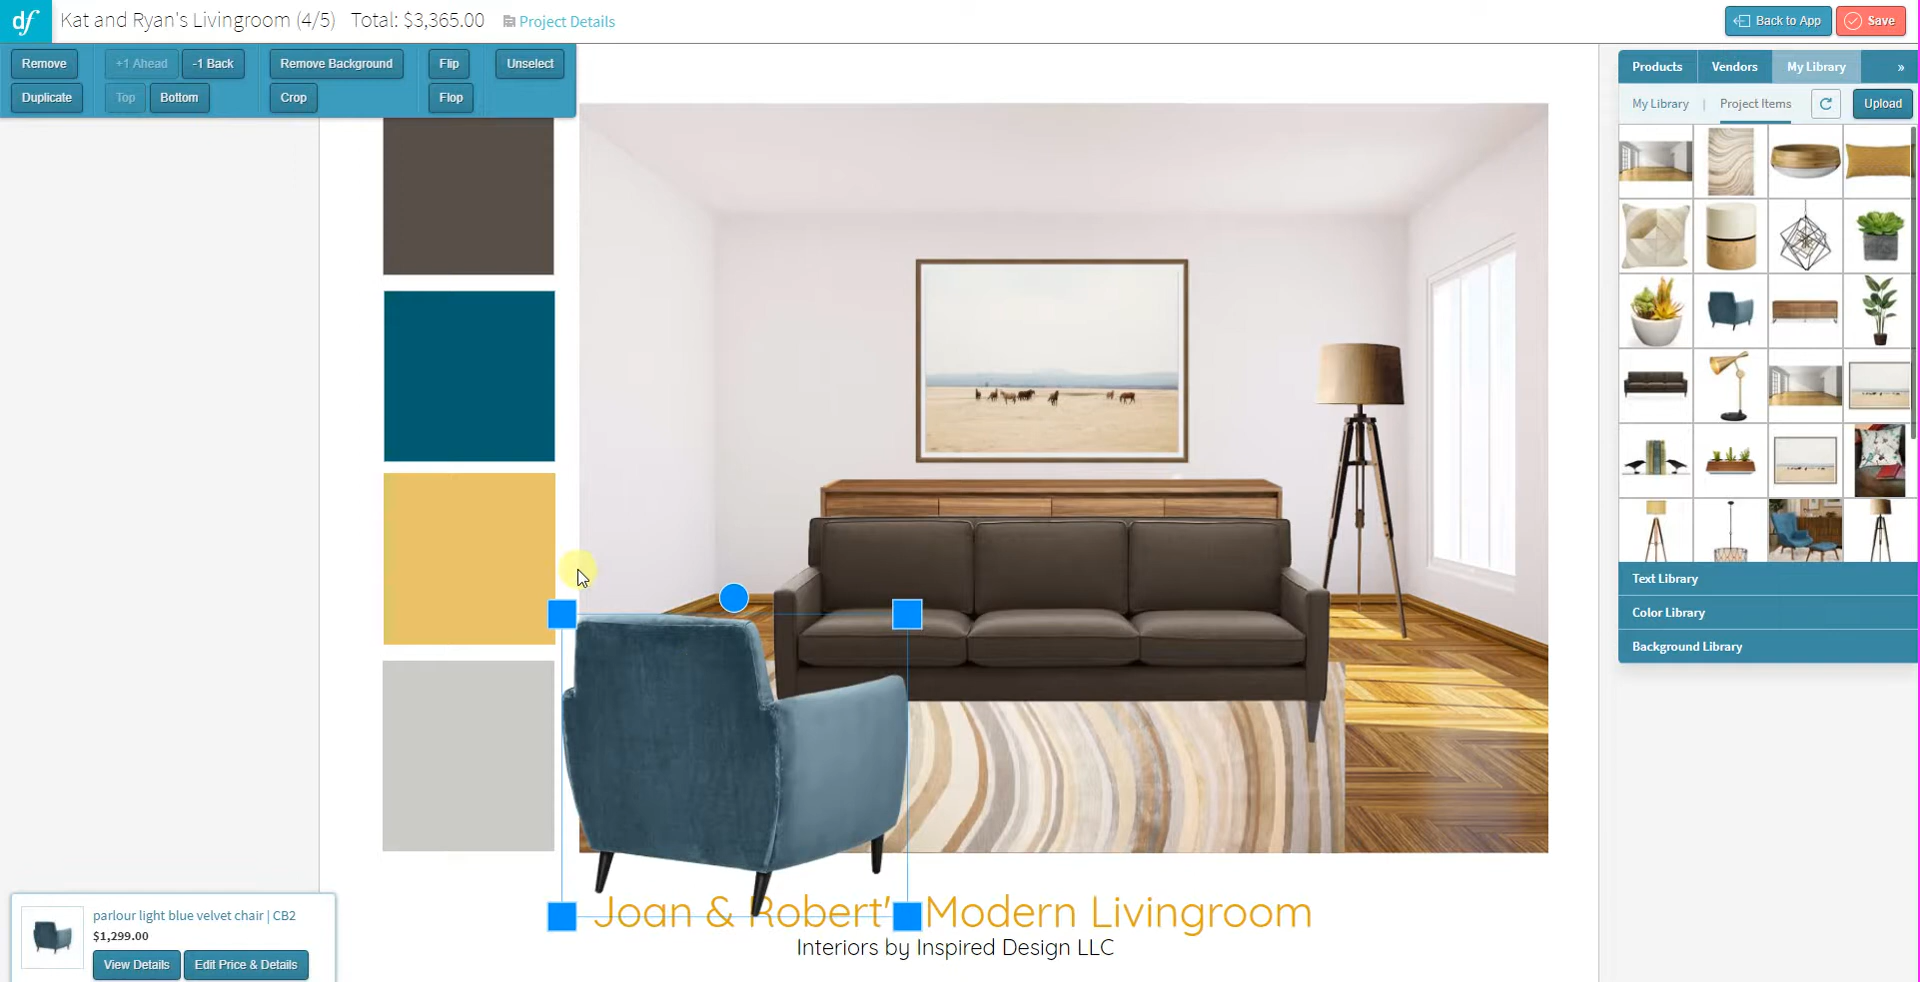 df
Kat and Ryan's Livingroom (4/5) Total: $3,365.00 Project Details
Back to App
Save
Remove
+1 Ahead
-1 Back
Remove Background
Flip
Unselect
Duplicate
Top
Bottom
Crop
Flop
Products
Vendors
My Library
»
My Library | Project Items
Upload
Text Library
Color Library
Background Library
parlour light blue velvet chair | CB2
$1,299.00
View Details
Edit Price & Details
Joan & Robert's Modern Livingroom
Interiors by Inspired Design LLC